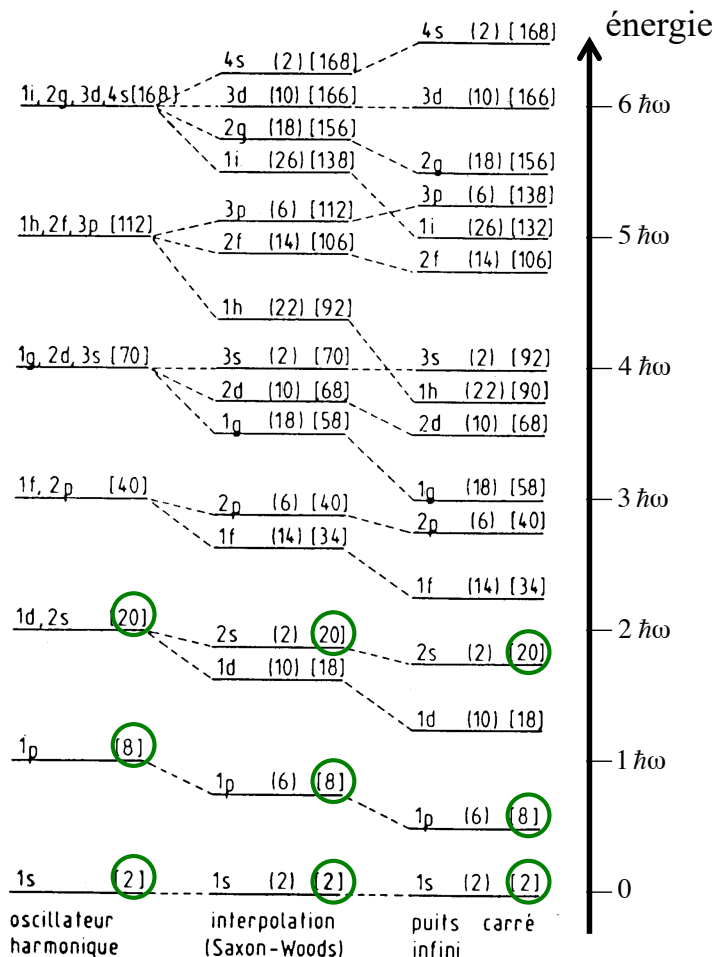 énergie
4s (2) [168]
4s (2) [168]
1i, 2g, 3d, 4s[168}
3d (10) [166]
3d (10) [166]
6 ħω
2g (18) [156]
2g (18) [156]
1i (26) [138]
3p (6) [138]
1h, 2f, 3p [112]
3p (6) [112]
1i (26) [132]
5 ħω
2f (14) [106]
2f (14) [106]
1h (22) [92]
1g, 2d, 3s [70]
3s (2) [70]
3s (2) [92]
4 ħω
2d (10) [68]
1h (22) [90]
1g (18) [58]
2d (10) [68]
1f, 2p [40]
1g (18) [58]
3 ħω
2p (6) [40]
2p (6) [40]
1f (14) [34]
1f (14) [34]
1d, 2s [20]
2s (2) [20]
2s (2) [20]
2 ħω
1d (10) [18]
1d (10) [18]
1p [8]
1 ħω
1p (6) [8]
1p (6) [8]
1s [2]
1s (2) [2]
1s (2) [2]
0
oscillateur
harmonique
interpolation
(Saxon-Woods)
puits carré
infini